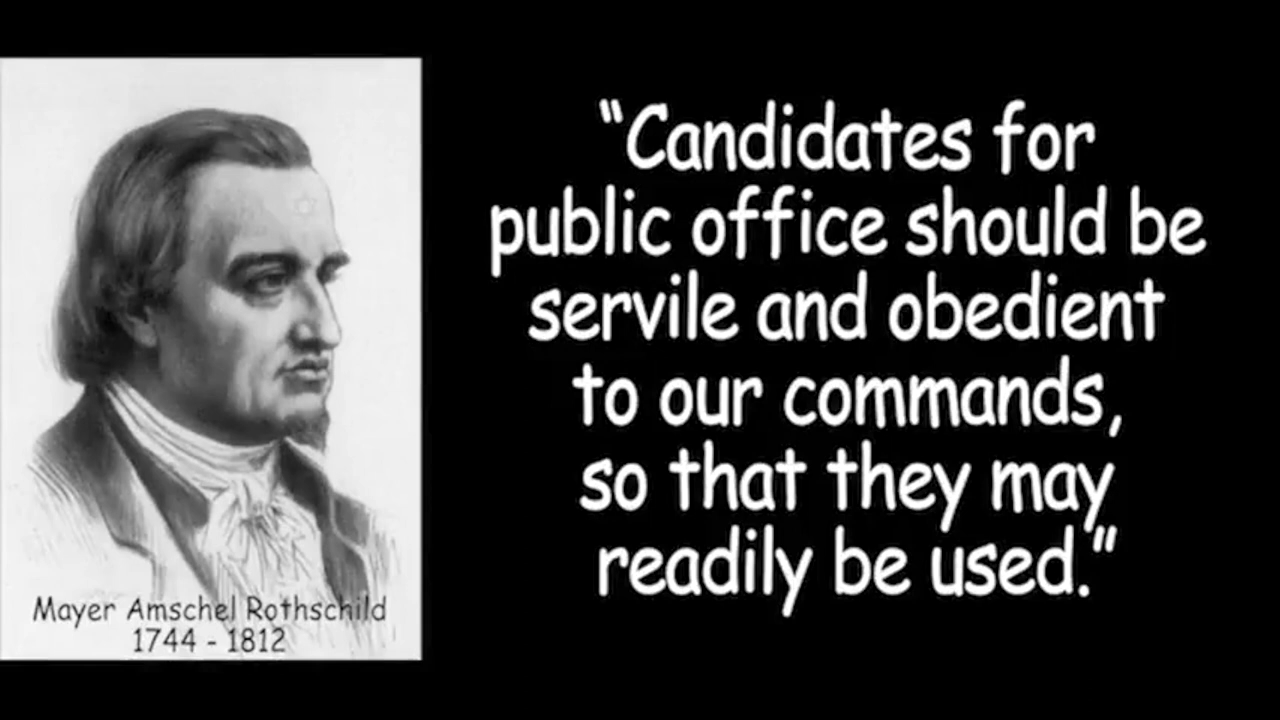 "Candidates for
public office should be
servile and obedient
to our commands,
so that they may
readily be used."
Mayer Amschel Rothschild
1744 - 1812